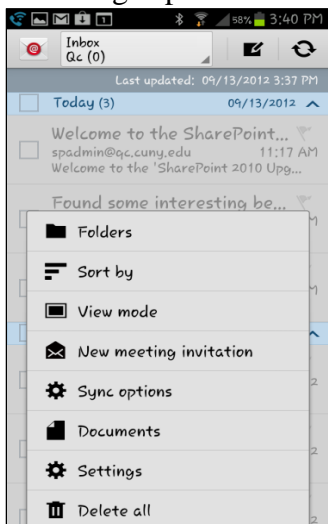 58% 3:40 PM
Inbox
Qc (0)
Last updated: 09/13/2012 3:37 PM
Today (3) 09/13/2012
Welcome to the SharePoint...
spadmin@qc.cuny.edu 11:17 AM
Welcome to the 'SharePoint 2010 Upg...
Found some interesting be...
Folders
Sort by
View mode
New meeting invitation
Sync options
Documents
Settings
Delete all